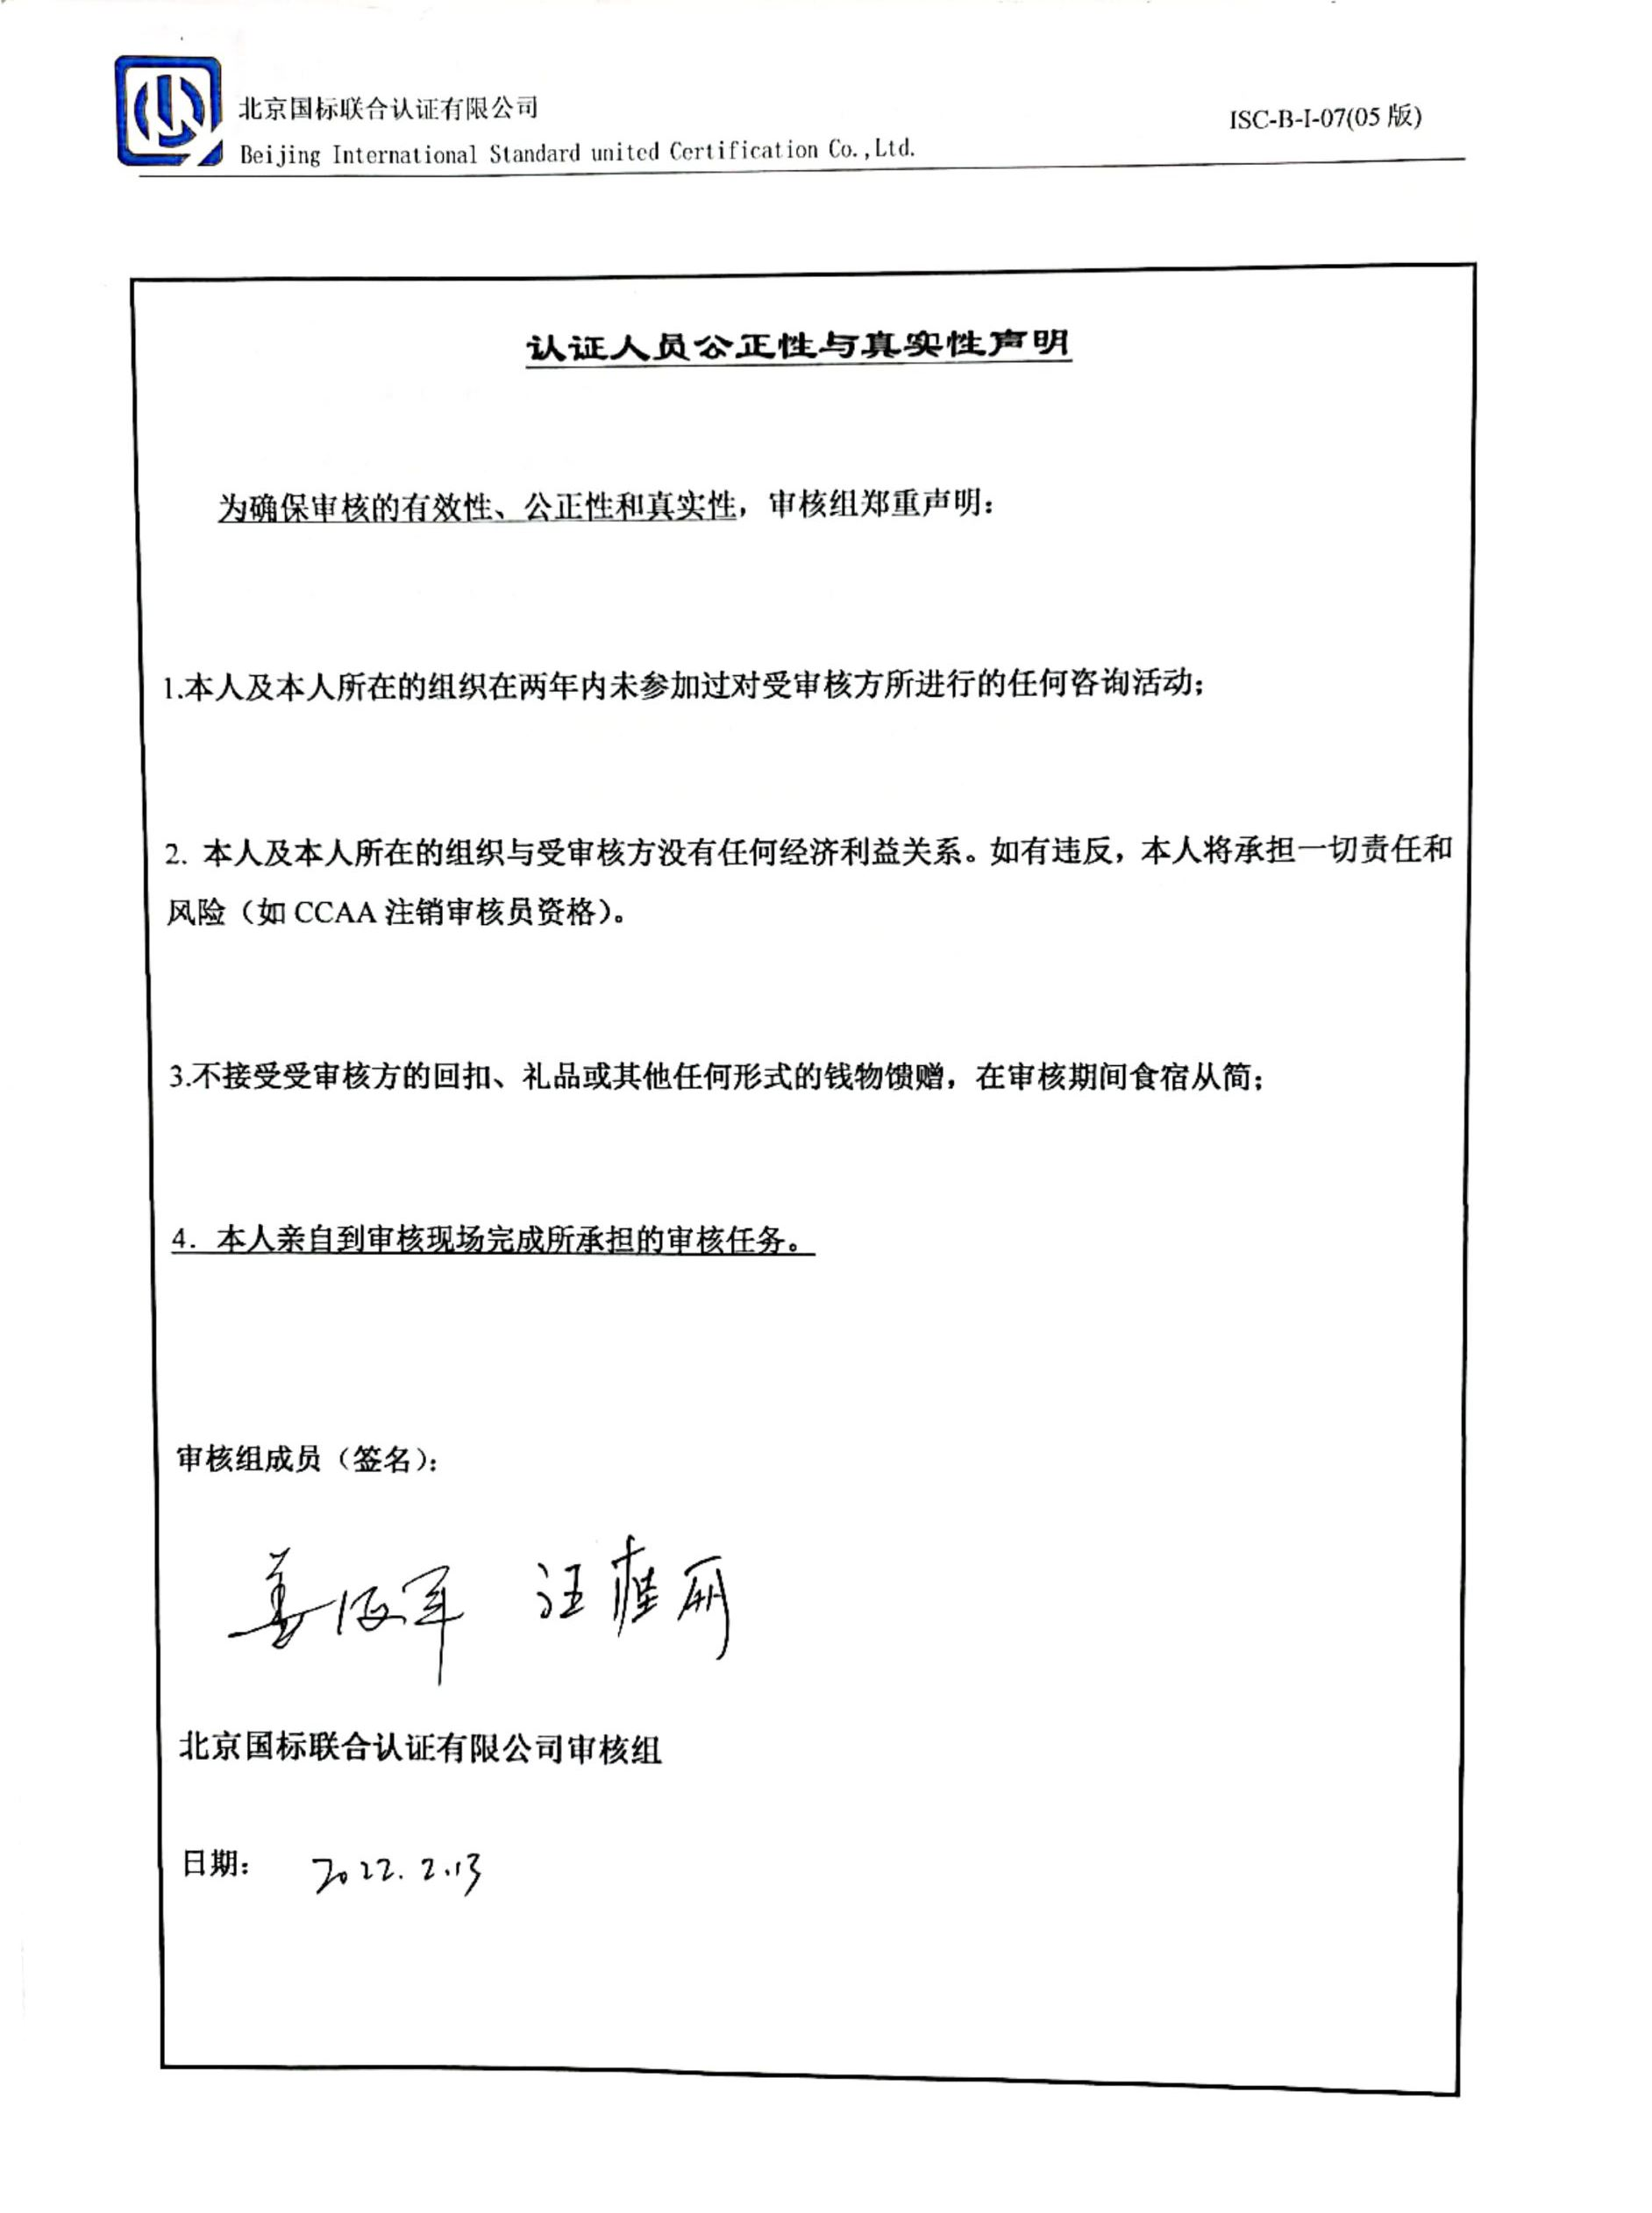 北京国标联合认证有限公司
ISC-B-I-07(05 版)
Beijing International Standard united Certification Co.,Ltd.
认证人员公正性与真实性声明
为确保审核的有效性、公正性和真实性，审核组郑重声明：
1.本人及本人所在的组织在两年内未参加过对受审核方所进行的任何咨询活动；
2. 本人及本人所在的组织与受审核方没有任何经济利益关系。如有违反，本人将承担一切责任和
风险（如 CCAA 注销审核员资格）。
3.不接受受审核方的回扣、礼品或其他任何形式的钱物馈赠，在审核期间食宿从简；
4. 本人亲自到审核现场完成所承担的审核任务。
审核组成员（签名）：
北京国标联合认证有限公司审核组
日期： 2022.2.13